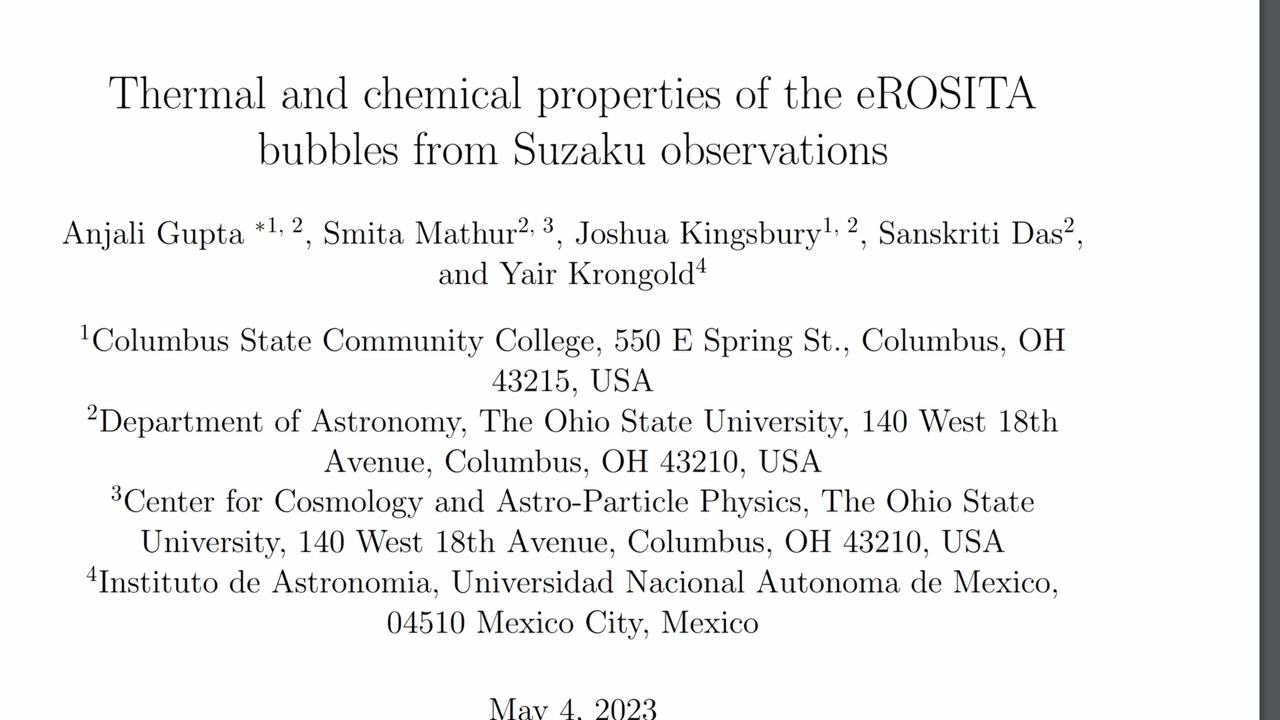 Thermal and chemical properties of the eROSITA
bubbles from Suzaku observations
Anjali Gupta *1, 2, Smita Mathur2, 3, Joshua Kingsbury1, 2, Sanskriti Das2,
and Yair Krongold4
1Columbus State Community College, 550 E Spring St., Columbus, OH
43215, USA
2Department of Astronomy, The Ohio State University, 140 West 18th
Avenue, Columbus, OH 43210, USA
3Center for Cosmology and Astro-Particle Physics, The Ohio State
University, 140 West 18th Avenue, Columbus, OH 43210, USA
4Instituto de Astronomia, Universidad Nacional Autonoma de Mexico,
04510 Mexico City, Mexico
May 4, 2023